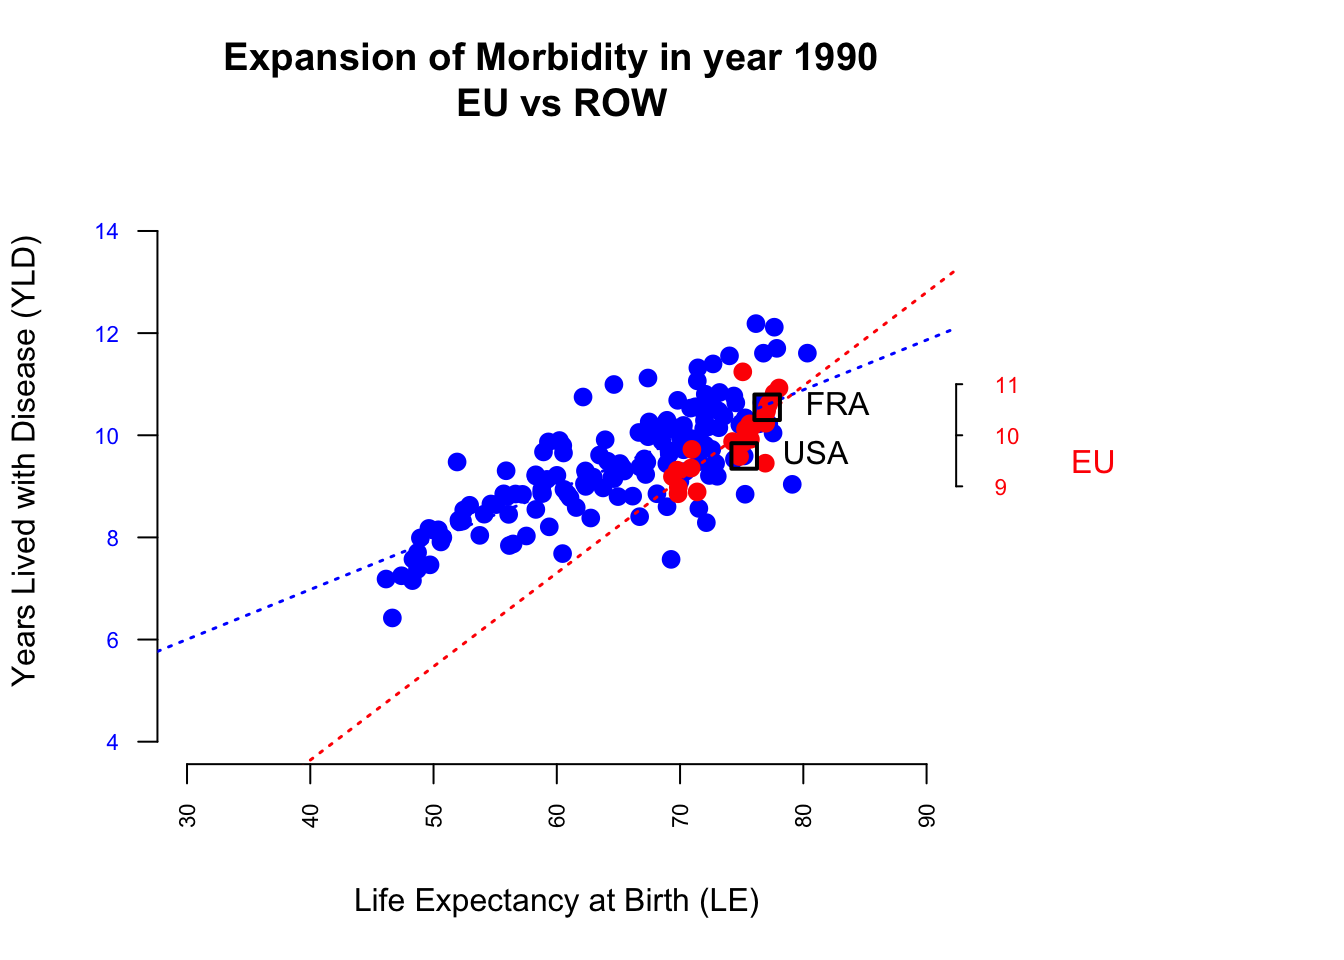 Expansion of Morbidity in year 1990
EU vs ROW
Years Lived with Disease (YLD)
14
12
10
8
6
4
FRA
USA
11
10
9
EU
30
40
50
60
70
80
90
Life Expectancy at Birth (LE)